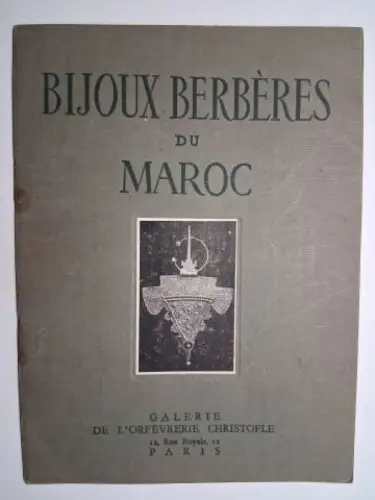 BIJOUX BERBÈRES
DU
MAROC
GALERIE
DE L'ORFÈVRERIE CHRISTOFLE
12, Rue Royale, 12
PARIS